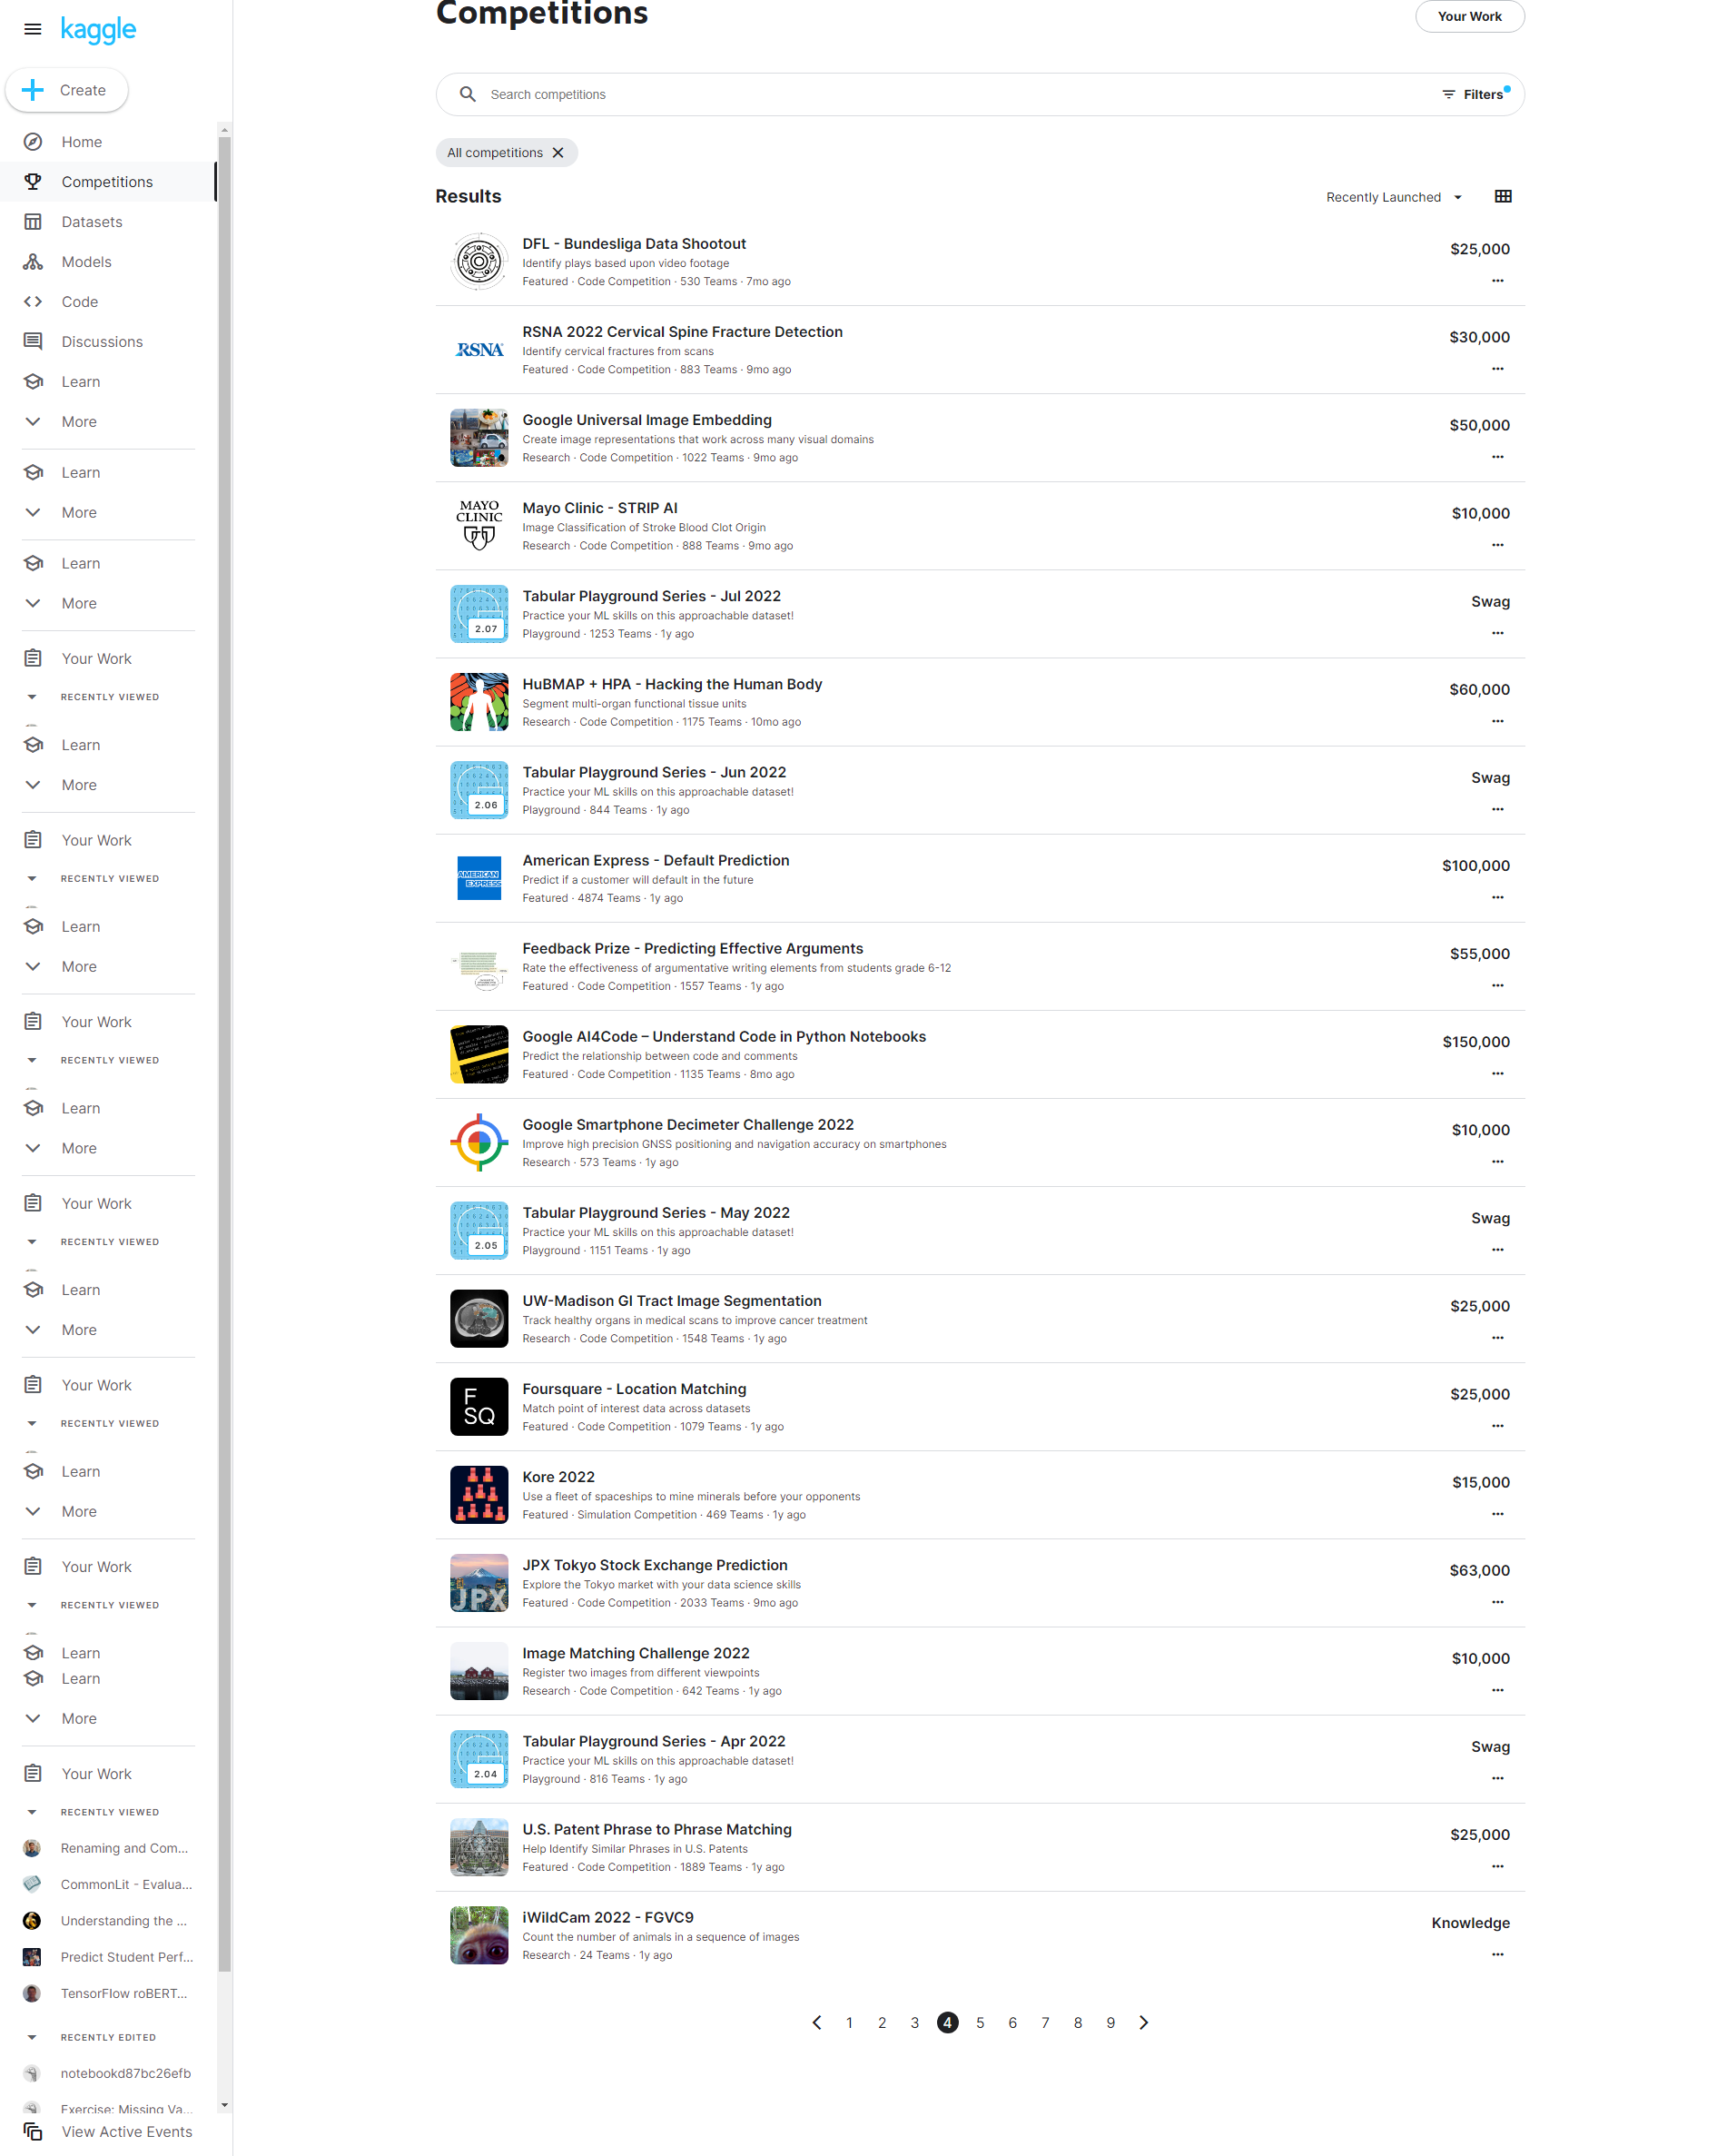 kaggle
Create
Home
Competitions
Datasets
Models
Code
Discussions
Learn
More
Learn
More
Learn
More
Your Work
RECENTLY VIEWED
Learn
More
Your Work
RECENTLY VIEWED
Learn
More
Your Work
RECENTLY VIEWED
Learn
More
Your Work
RECENTLY VIEWED
Learn
More
Your Work
RECENTLY VIEWED
Learn
More
Your Work
RECENTLY VIEWED
Learn
Learn
More
Your Work
RECENTLY VIEWED
Renaming and Com...
CommonLit - Evalua...
Understanding the ...
Predict Student Perf...
TensorFlow roBERT...
RECENTLY EDITED
notebookd87bc26efb
Exercise: Missing Va...
View Active Events
Competitions
Your Work
Search competitions
Filters
All competitions
Results
Recently Launched
DFL - Bundesliga Data Shootout
Identify plays based upon video footage
Featured · Code Competition · 530 Teams · 7mo ago
$25,000
RSNA
RSNA 2022 Cervical Spine Fracture Detection
Identify cervical fractures from scans
Featured · Code Competition · 883 Teams · 9mo ago
$30,000
Google Universal Image Embedding
Create image representations that work across many visual domains
Research · Code Competition · 1022 Teams · 9mo ago
$50,000
MAYO
CLINIC
Mayo Clinic - STRIP AI
Image Classification of Stroke Blood Clot Origin
Research · Code Competition · 888 Teams · 9mo ago
$10,000
2.07
Tabular Playground Series - Jul 2022
Practice your ML skills on this approachable dataset!
Playground · 1253 Teams · 1y ago
Swag
HuBMAP + HPA - Hacking the Human Body
Segment multi-organ functional tissue units
Research · Code Competition · 1175 Teams · 10mo ago
$60,000
2.06
Tabular Playground Series - Jun 2022
Practice your ML skills on this approachable dataset!
Playground · 844 Teams · 1y ago
Swag
AMERICAN
EXPRESS
American Express - Default Prediction
Predict if a customer will default in the future
Featured · 4874 Teams · 1y ago
$100,000
Feedback Prize - Predicting Effective Arguments
Rate the effectiveness of argumentative writing elements from students grade 6-12
Featured · Code Competition · 1557 Teams · 1y ago
$55,000
Google AI4Code – Understand Code in Python Notebooks
Predict the relationship between code and comments
Featured · Code Competition · 1135 Teams · 8mo ago
$150,000
Google Smartphone Decimeter Challenge 2022
Improve high precision GNSS positioning and navigation accuracy on smartphones
Research · 573 Teams · 1y ago
$10,000
2.05
Tabular Playground Series - May 2022
Practice your ML skills on this approachable dataset!
Playground · 1151 Teams · 1y ago
Swag
UW-Madison GI Tract Image Segmentation
Track healthy organs in medical scans to improve cancer treatment
Research · Code Competition · 1548 Teams · 1y ago
$25,000
F
SQ
Foursquare - Location Matching
Match point of interest data across datasets
Featured · Code Competition · 1079 Teams · 1y ago
$25,000
Kore 2022
Use a fleet of spaceships to mine minerals before your opponents
Featured · Simulation Competition · 469 Teams · 1y ago
$15,000
JPX
JPX Tokyo Stock Exchange Prediction
Explore the Tokyo market with your data science skills
Featured · Code Competition · 2033 Teams · 9mo ago
$63,000
Image Matching Challenge 2022
Register two images from different viewpoints
Research · Code Competition · 642 Teams · 1y ago
$10,000
2.04
Tabular Playground Series - Apr 2022
Practice your ML skills on this approachable dataset!
Playground · 816 Teams · 1y ago
Swag
U.S. Patent Phrase to Phrase Matching
Help Identify Similar Phrases in U.S. Patents
Featured · Code Competition · 1889 Teams · 1y ago
$25,000
iWildCam 2022 - FGVC9
Count the number of animals in a sequence of images
Research · 24 Teams · 1y ago
Knowledge
1 2 3 4 5 6 7 8 9